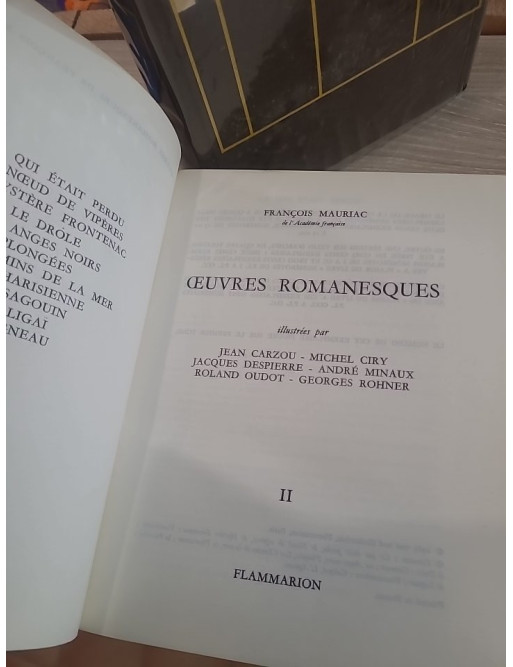 QUI ÉTAIT PERDU
NŒUD DE VIPÈRES
YSTÈRE FRONTENAC
LE DRÔLE
ANGES NOIRS
PLONGÉES
MINS DE LA MER
HARISIENNE
SAGOUIN
LIGAÏ
NEAU
FRANÇOIS MAURIAC
de l'Académie française
ŒUVRES ROMANESQUES
illustrées par
JEAN CARZOU - MICHEL CIRY
JACQUES DESPIERRE - ANDRÉ MINAUX
ROLAND OUDOT - GEORGES ROHNER
II
FLAMMARION